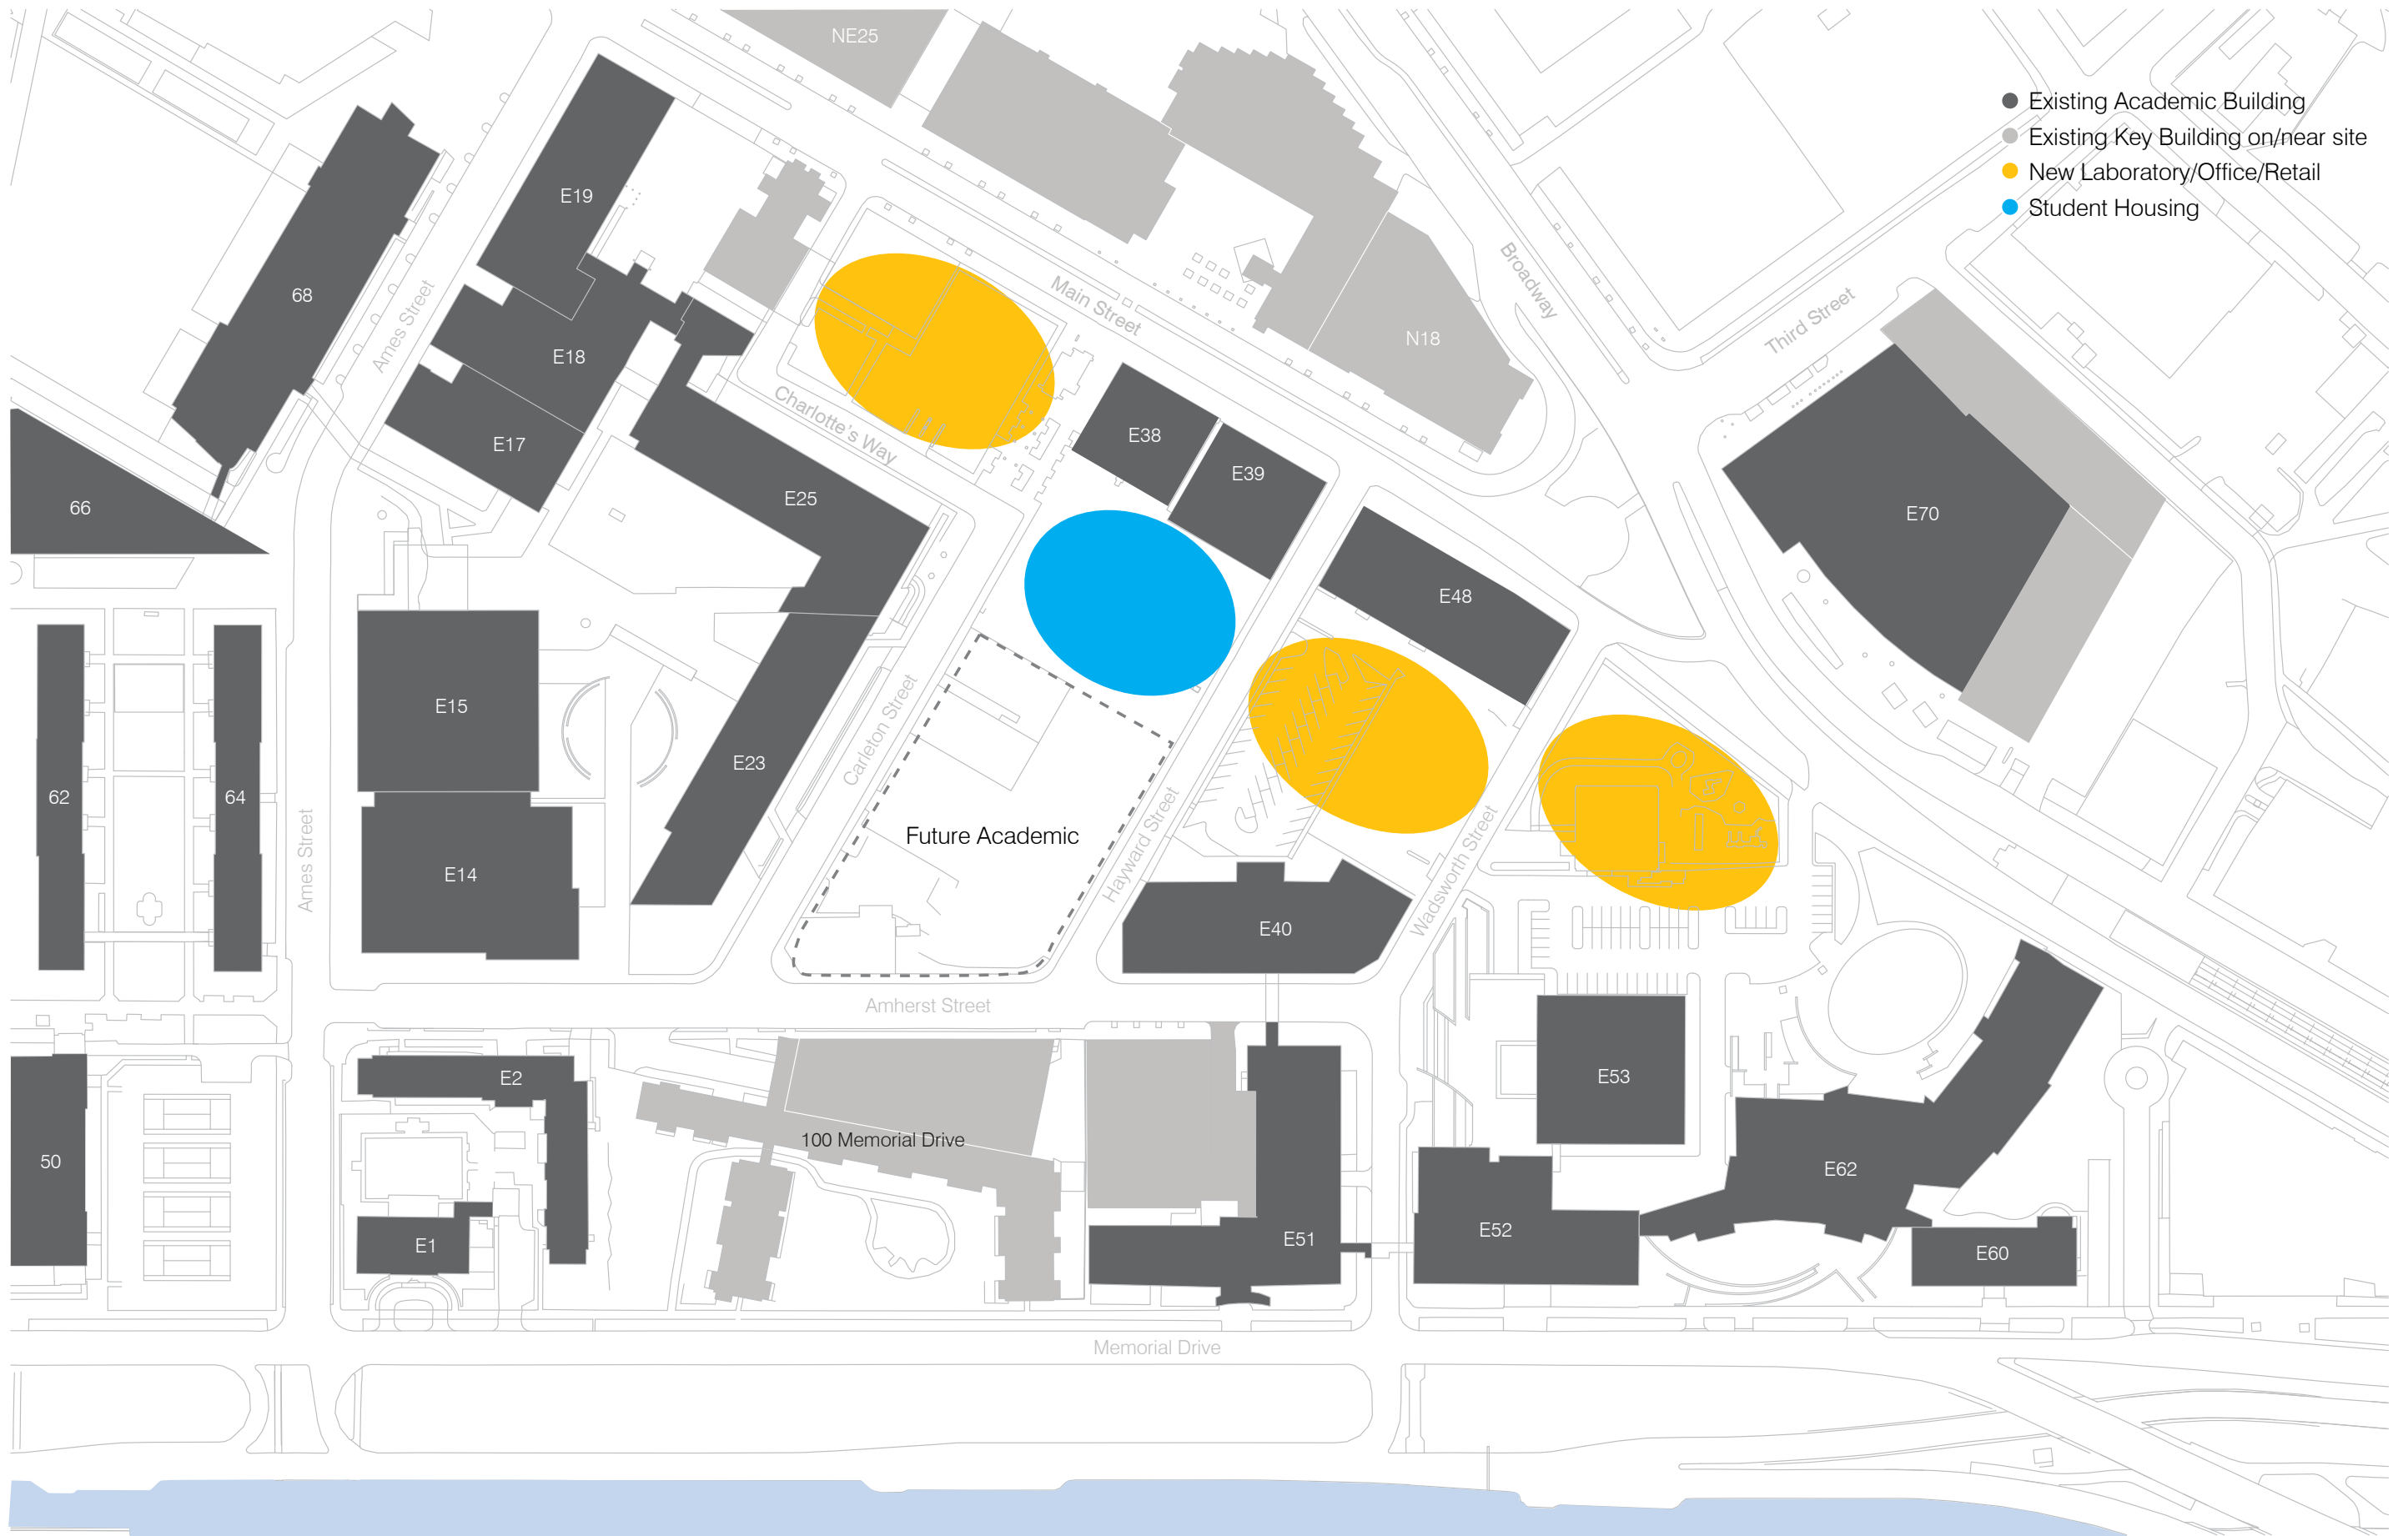 NE25
Existing Academic Building
Existing Key Building on/near site
New Laboratory/Office/Retail
Student Housing
E19
68
Ames Street
Main Street
Broadway
Third Street
E18
N18
Charlotte's Way
E17
E38
E39
E25
66
E70
E48
E15
Carleton Street
E23
62
64
Ames Street
Future Academic
Hayward Street
Wadsworth Street
E14
E40
Amherst Street
E2
E53
100 Memorial Drive
50
E62
E1
E51
E52
E60
Memorial Drive